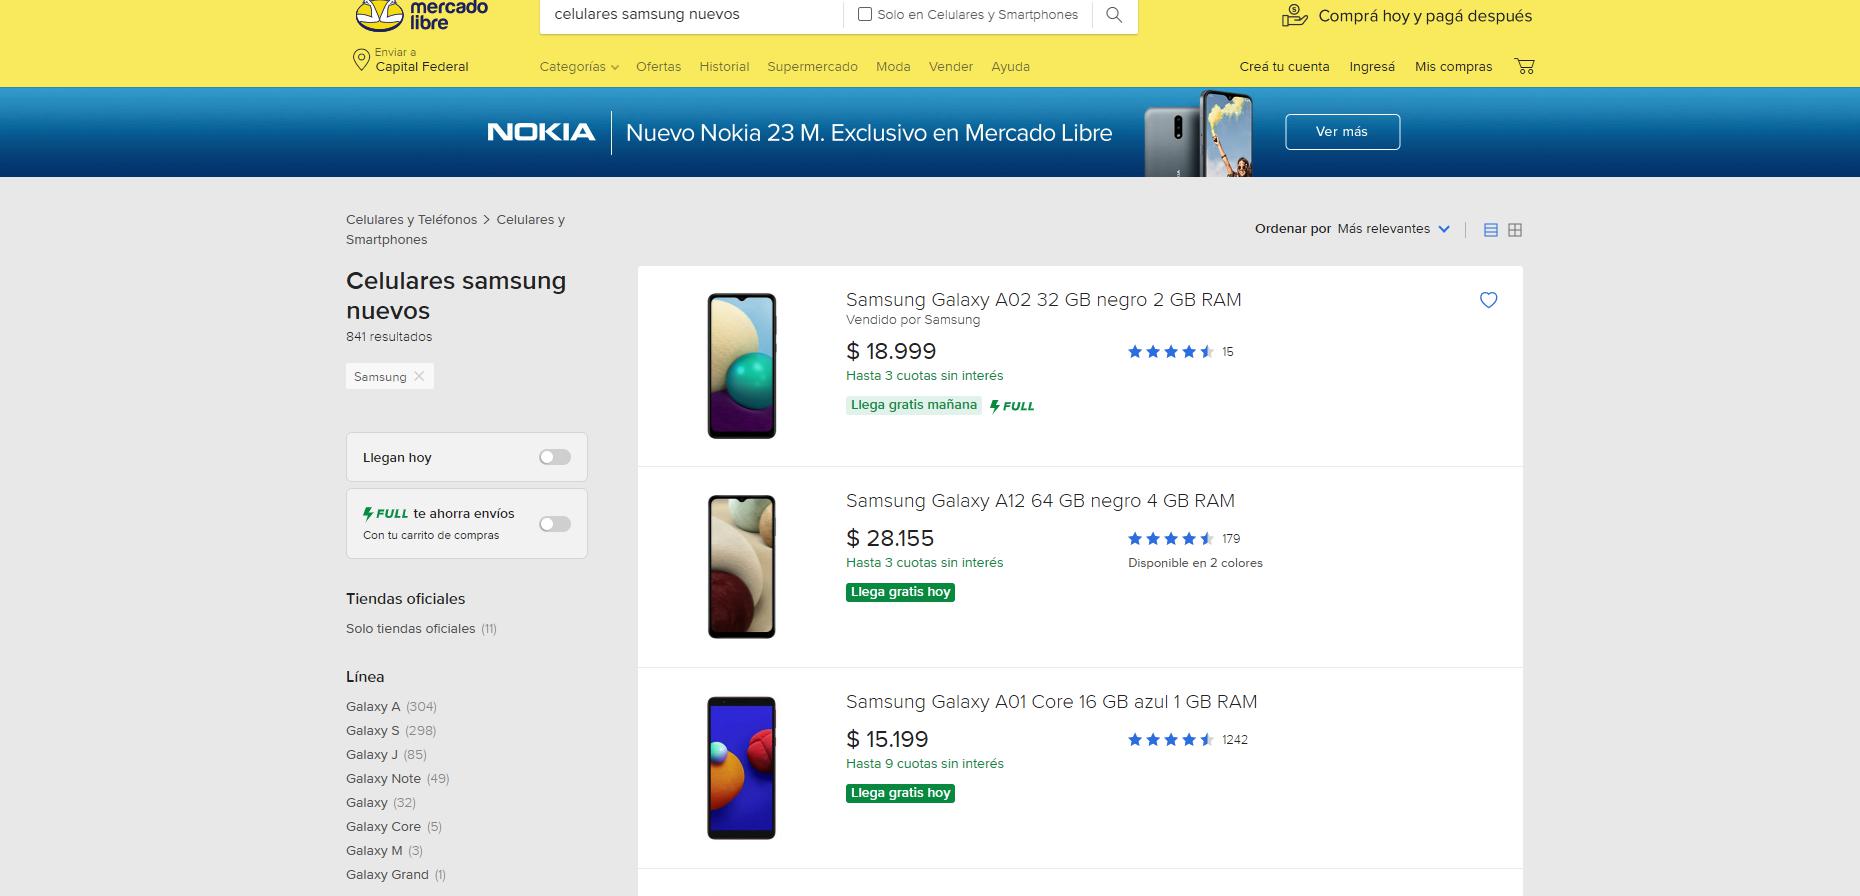 mercado
libre
celulares samsung nuevos
Solo en Celulares y Smartphones
Comprá hoy y pagá después
Enviar a
Capital Federal
Categorías
Ofertas
Historial
Supermercado
Moda
Vender
Ayuda
Creá tu cuenta
Ingresá
Mis compras
NOKIA
Nuevo Nokia 23 M. Exclusivo en Mercado Libre
Ver más
Celulares y Teléfonos > Celulares y
Smartphones
Ordenar por Más relevantes
Celulares samsung
nuevos
841 resultados
Samsung
Llegan hoy
FULL te ahorra envíos
Con tu carrito de compras
Tiendas oficiales
Solo tiendas oficiales (11)
Línea
Galaxy A (304)
Galaxy S (298)
Galaxy J (85)
Galaxy Note (49)
Galaxy (32)
Galaxy Core (5)
Galaxy M (3)
Galaxy Grand (1)
Samsung Galaxy A02 32 GB negro 2 GB RAM
Vendido por Samsung
$ 18.999
15
Hasta 3 cuotas sin interés
Llega gratis mañana FULL
Samsung Galaxy A12 64 GB negro 4 GB RAM
$ 28.155
179
Hasta 3 cuotas sin interés
Disponible en 2 colores
Llega gratis hoy
Samsung Galaxy A01 Core 16 GB azul 1 GB RAM
$ 15.199
1242
Hasta 9 cuotas sin interés
Llega gratis hoy